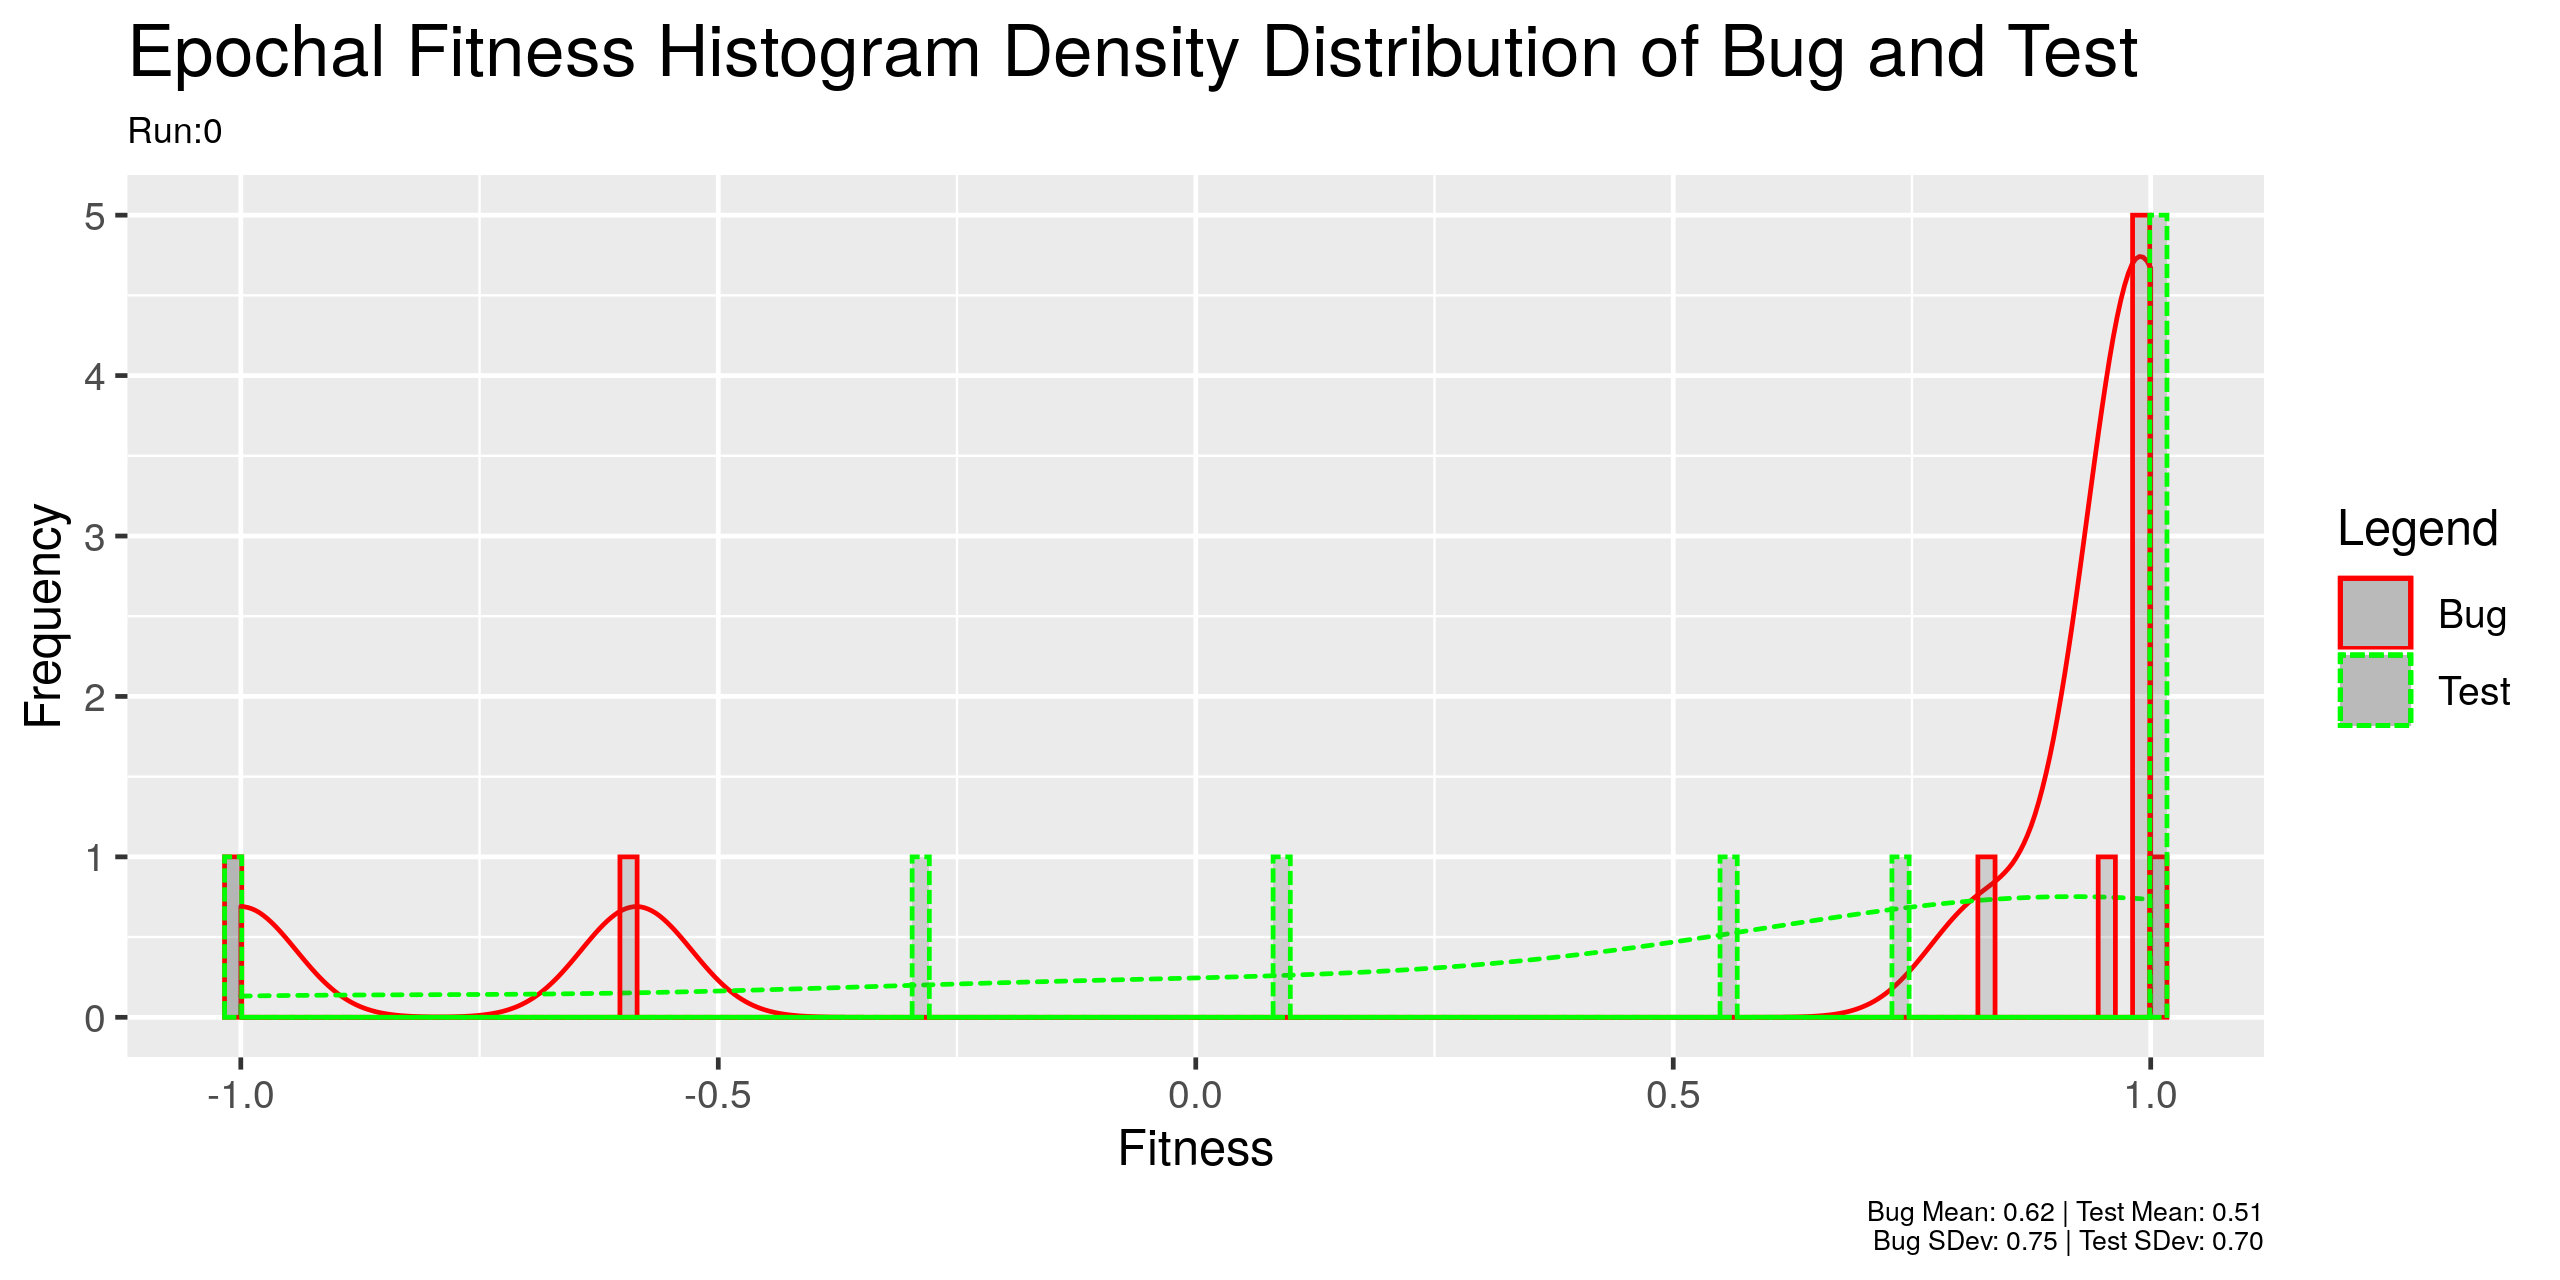 Epochal Fitness Histogram Density Distribution of Bug and Test
Run:0
5
4
3
2
1
0
Frequency
-1.0
-0.5
0.0
0.5
1.0
Fitness
Legend
Bug
Test
Bug Mean: 0.62 | Test Mean: 0.51
Bug SDev: 0.75 | Test SDev: 0.70